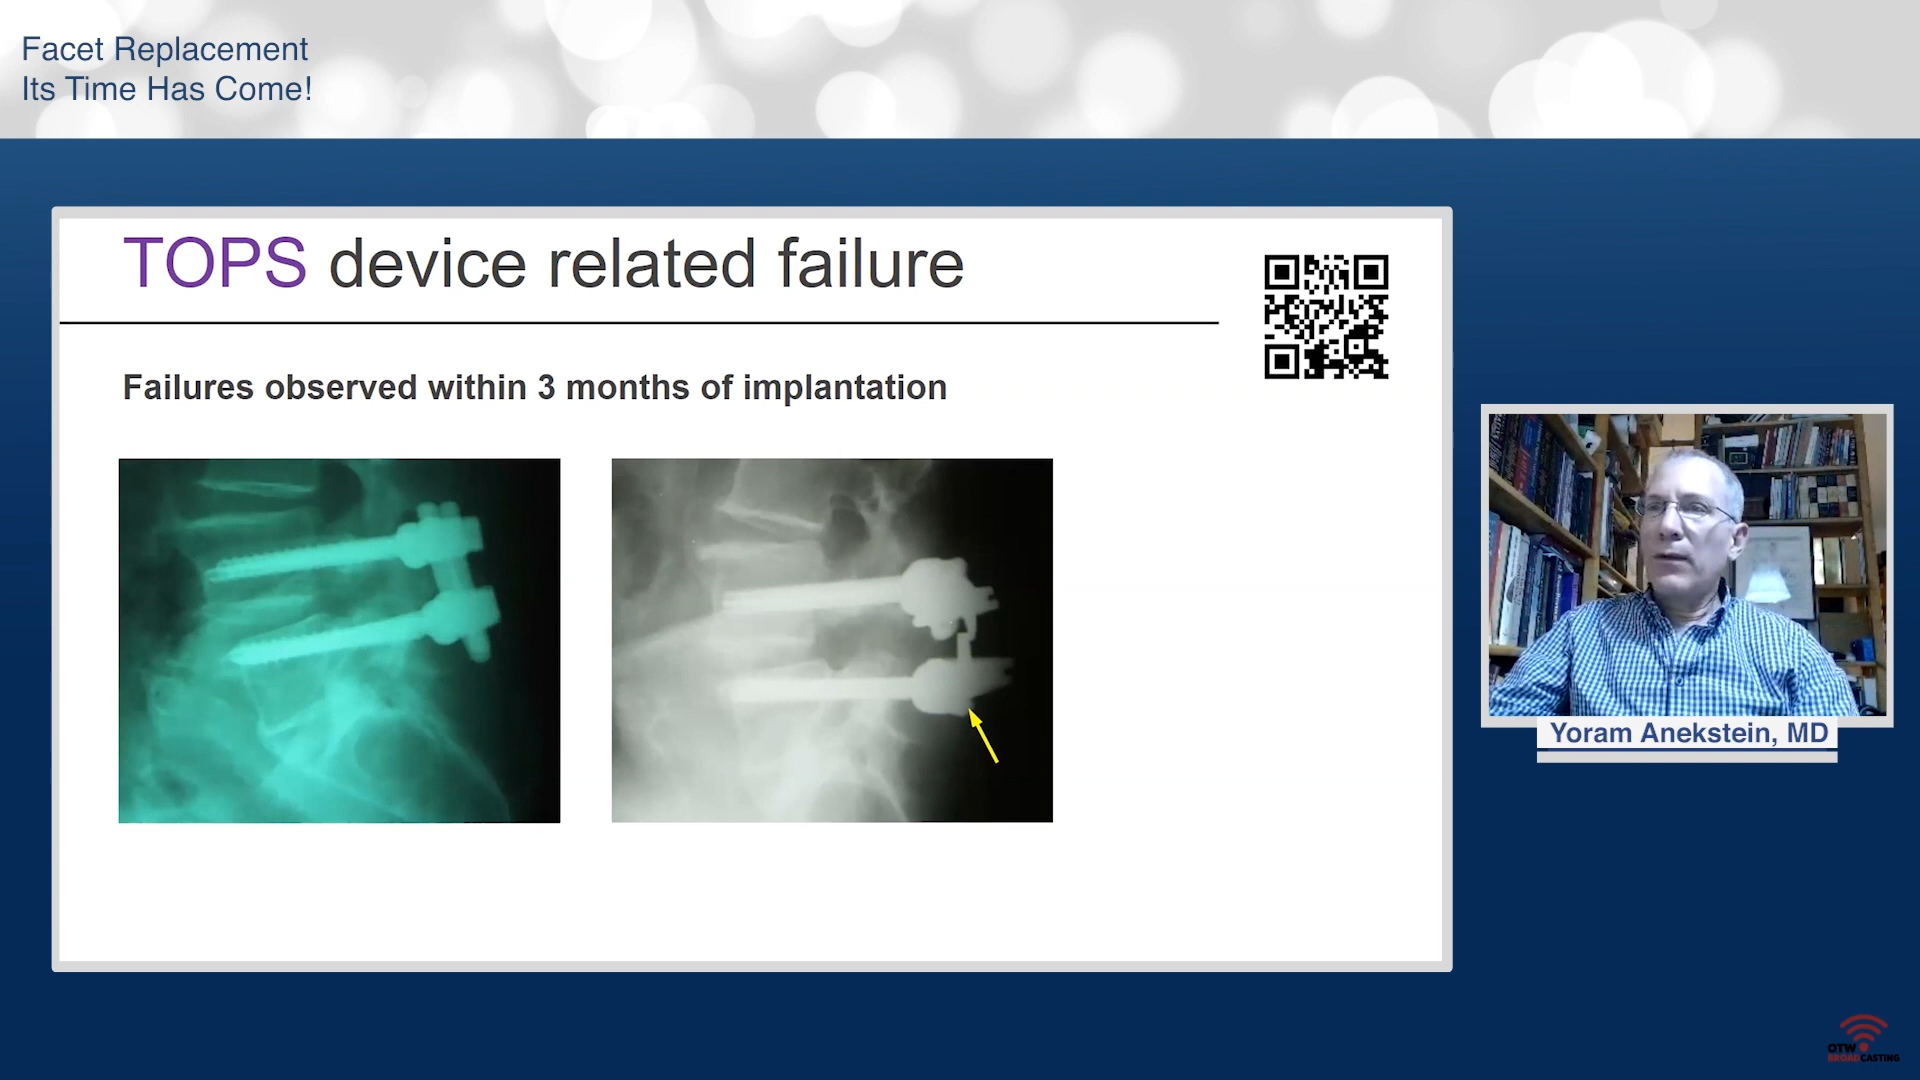 Facet Replacement
Its Time Has Come!
TOPS device related failure
Failures observed within 3 months of implantation
Yoram Anekstein, MD
OTW
BROADCASTING